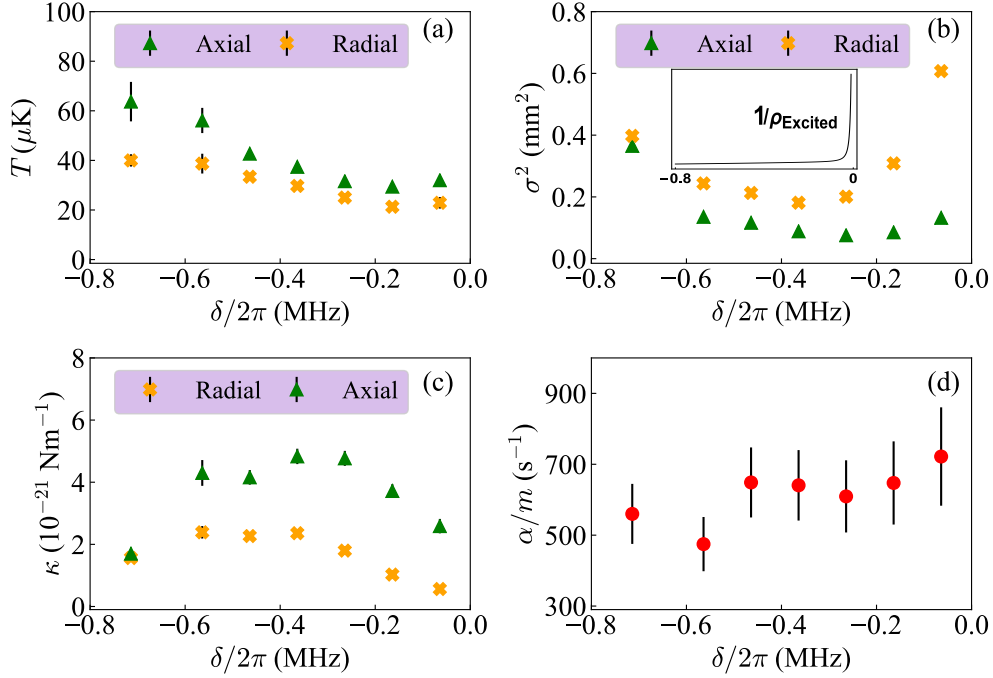 (a)
Axial Radial
100
80
60
40
20
0
T (μK)
−0.8 −0.6 −0.4 −0.2 0.0
δ/2π (MHz)
(b)
Axial Radial
0.8
0.6
0.4
0.2
0.0
σ² (mm²)
1/ρExcited
−0.8 0
−0.8 −0.6 −0.4 −0.2 0.0
δ/2π (MHz)
(c)
Radial Axial
8
6
4
2
0
κ (10⁻²¹ Nm⁻¹)
−0.8 −0.6 −0.4 −0.2 0.0
δ/2π (MHz)
(d)
900
700
500
300
α/m (s⁻¹)
−0.8 −0.6 −0.4 −0.2 0.0
δ/2π (MHz)